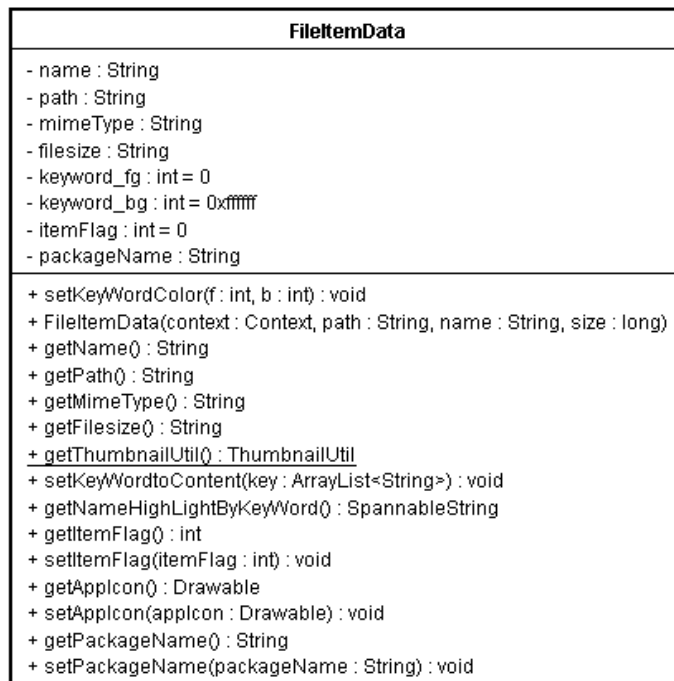 FileItemData
- name : String
- path : String
- mimeType : String
- filesize : String
- keyword_fg : int = 0
- keyword_bg : int = 0xffffff
- itemFlag : int = 0
- packageName : String
+ setKeyWordColor(f : int, b : int) : void
+ FileItemData(context : Context, path : String, name : String, size : long)
+ getName() : String
+ getPath() : String
+ getMimeType() : String
+ getFilesize() : String
+ getThumbnailUtil() : ThumbnailUtil
+ setKeyWordtoContent(key : ArrayList<String>) : void
+ getNameHighLightByKeyWord() : SpannableString
+ getItemFlag() : int
+ setItemFlag(itemFlag : int) : void
+ getAppIcon() : Drawable
+ setAppIcon(appIcon : Drawable) : void
+ getPackageName() : String
+ setPackageName(packageName : String) : void